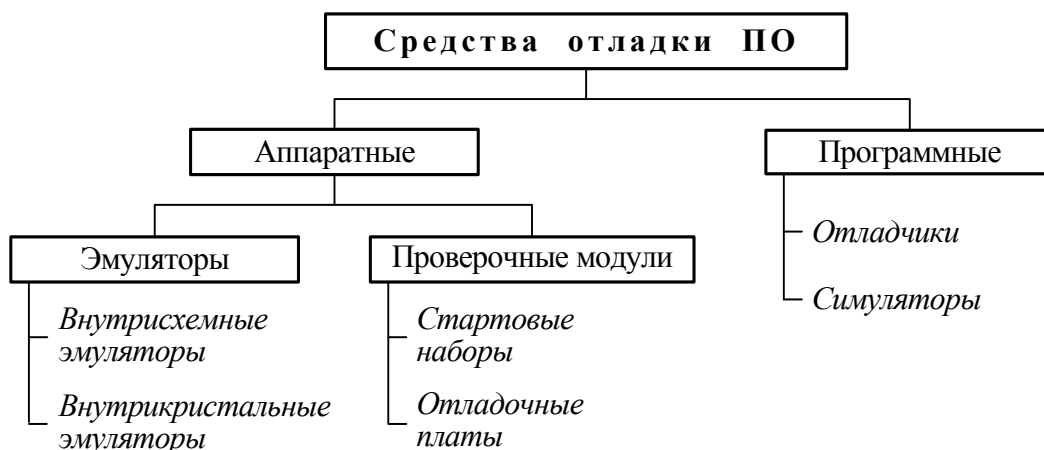 Средства отладки ПО
Аппаратные
Программные
Эмуляторы
Проверочные модули
Отладчики
Симуляторы
Внутрисхемные
эмуляторы
Внутрикристальные
эмуляторы
Стартовые
наборы
Отладочные
платы